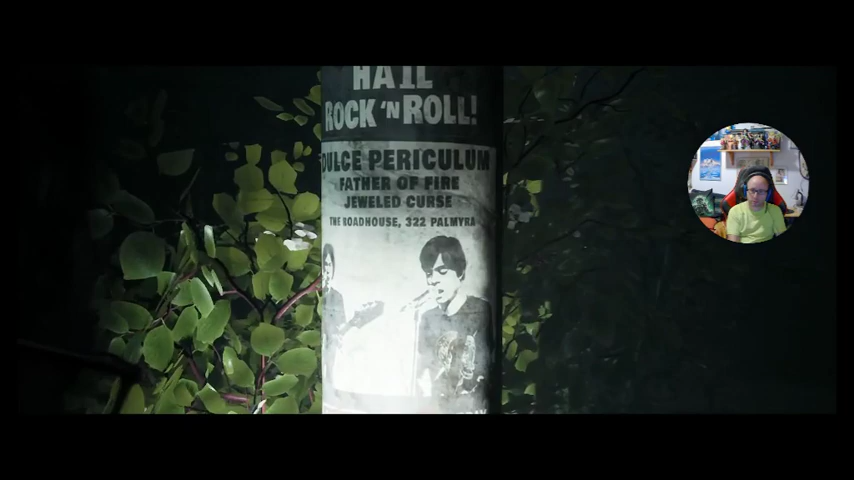 HAIL
ROCK 'N ROLL!
DULCE PERICULUM
FATHER OF FIRE
JEWELED CURSE
THE ROADHOUSE, 322 PALMYRA